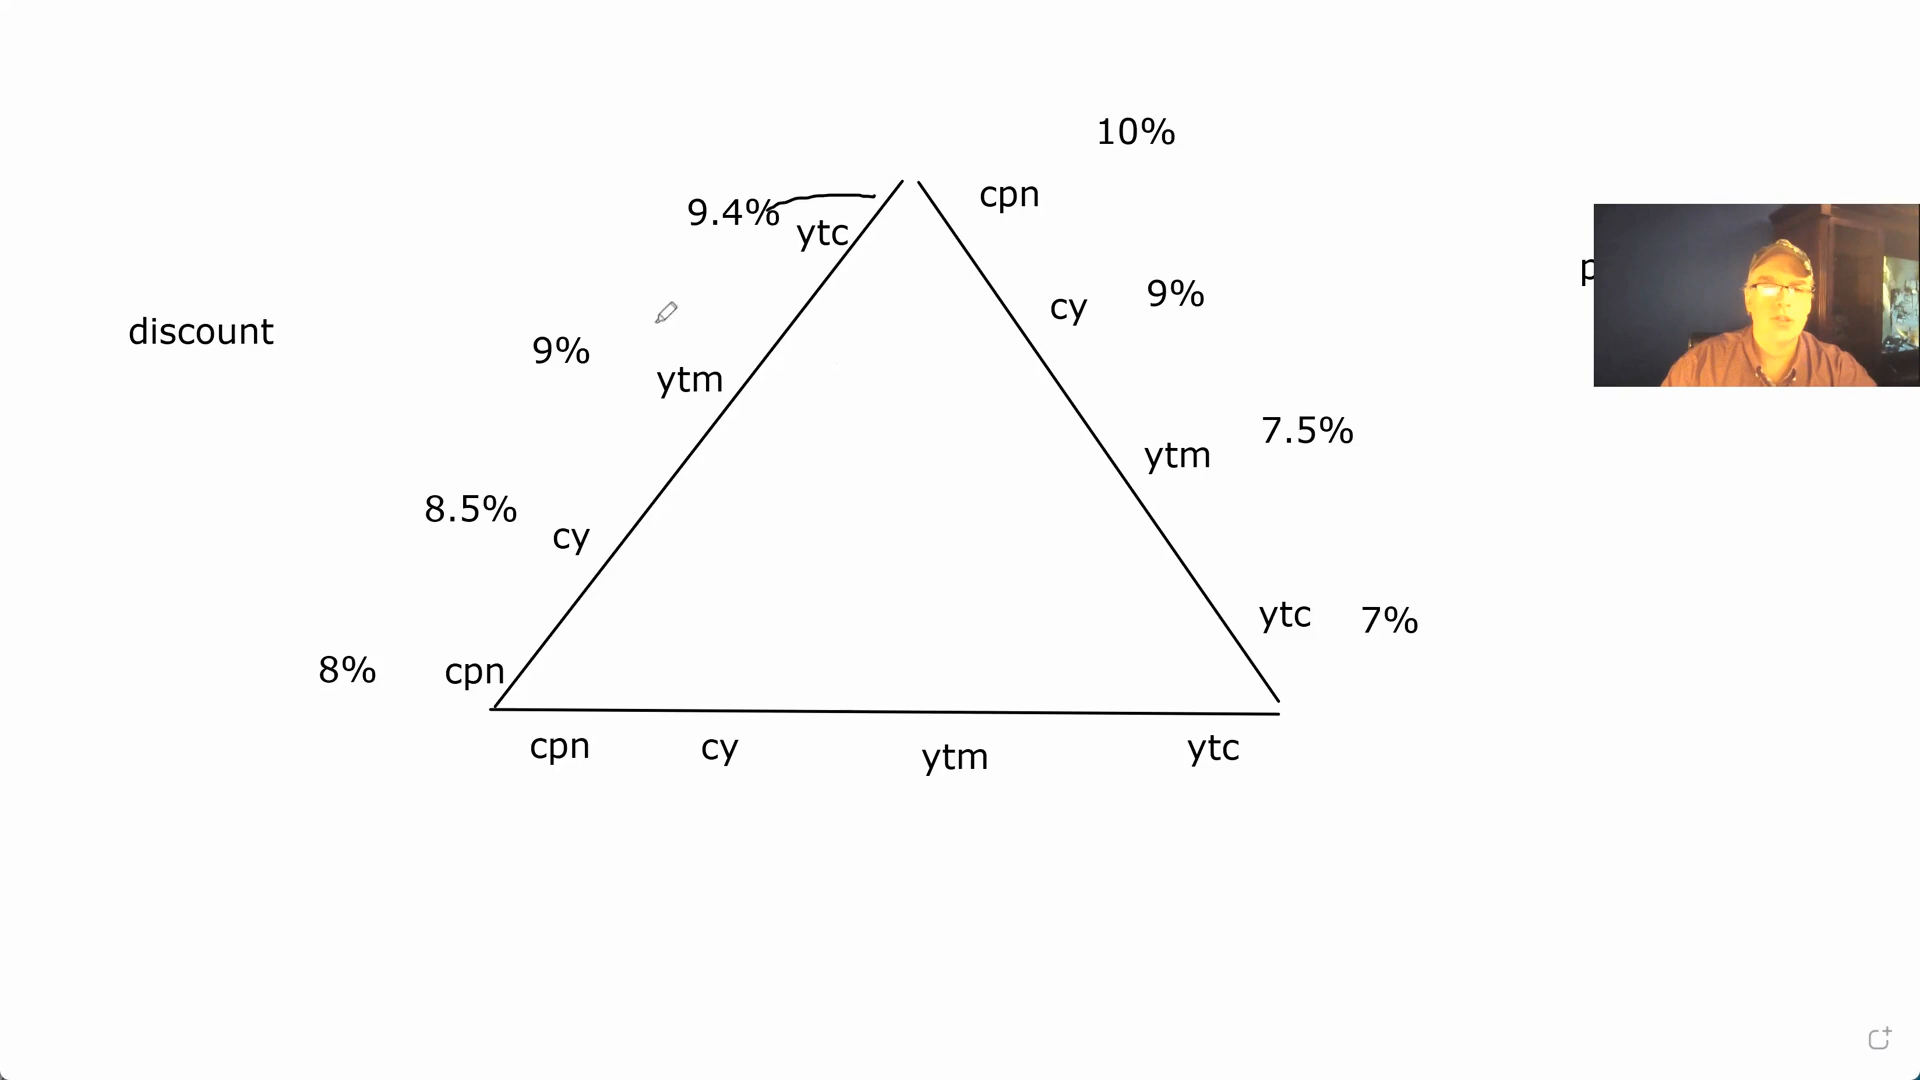 10%
cpn
9.4%
ytc
cy
9%
discount
9%
ytm
7.5%
ytm
8.5%
cy
ytc
7%
8%
cpn
cpn
cy
ytm
ytc